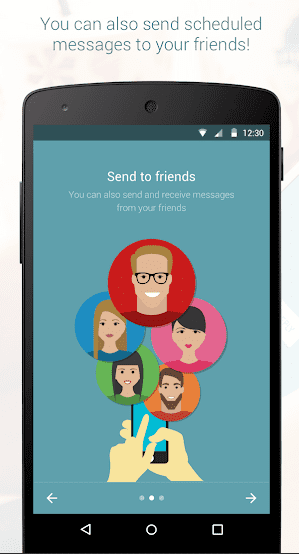 You can also send scheduled
messages to your friends!
12:30
Send to friends
You can also send and receive messages
from your friends